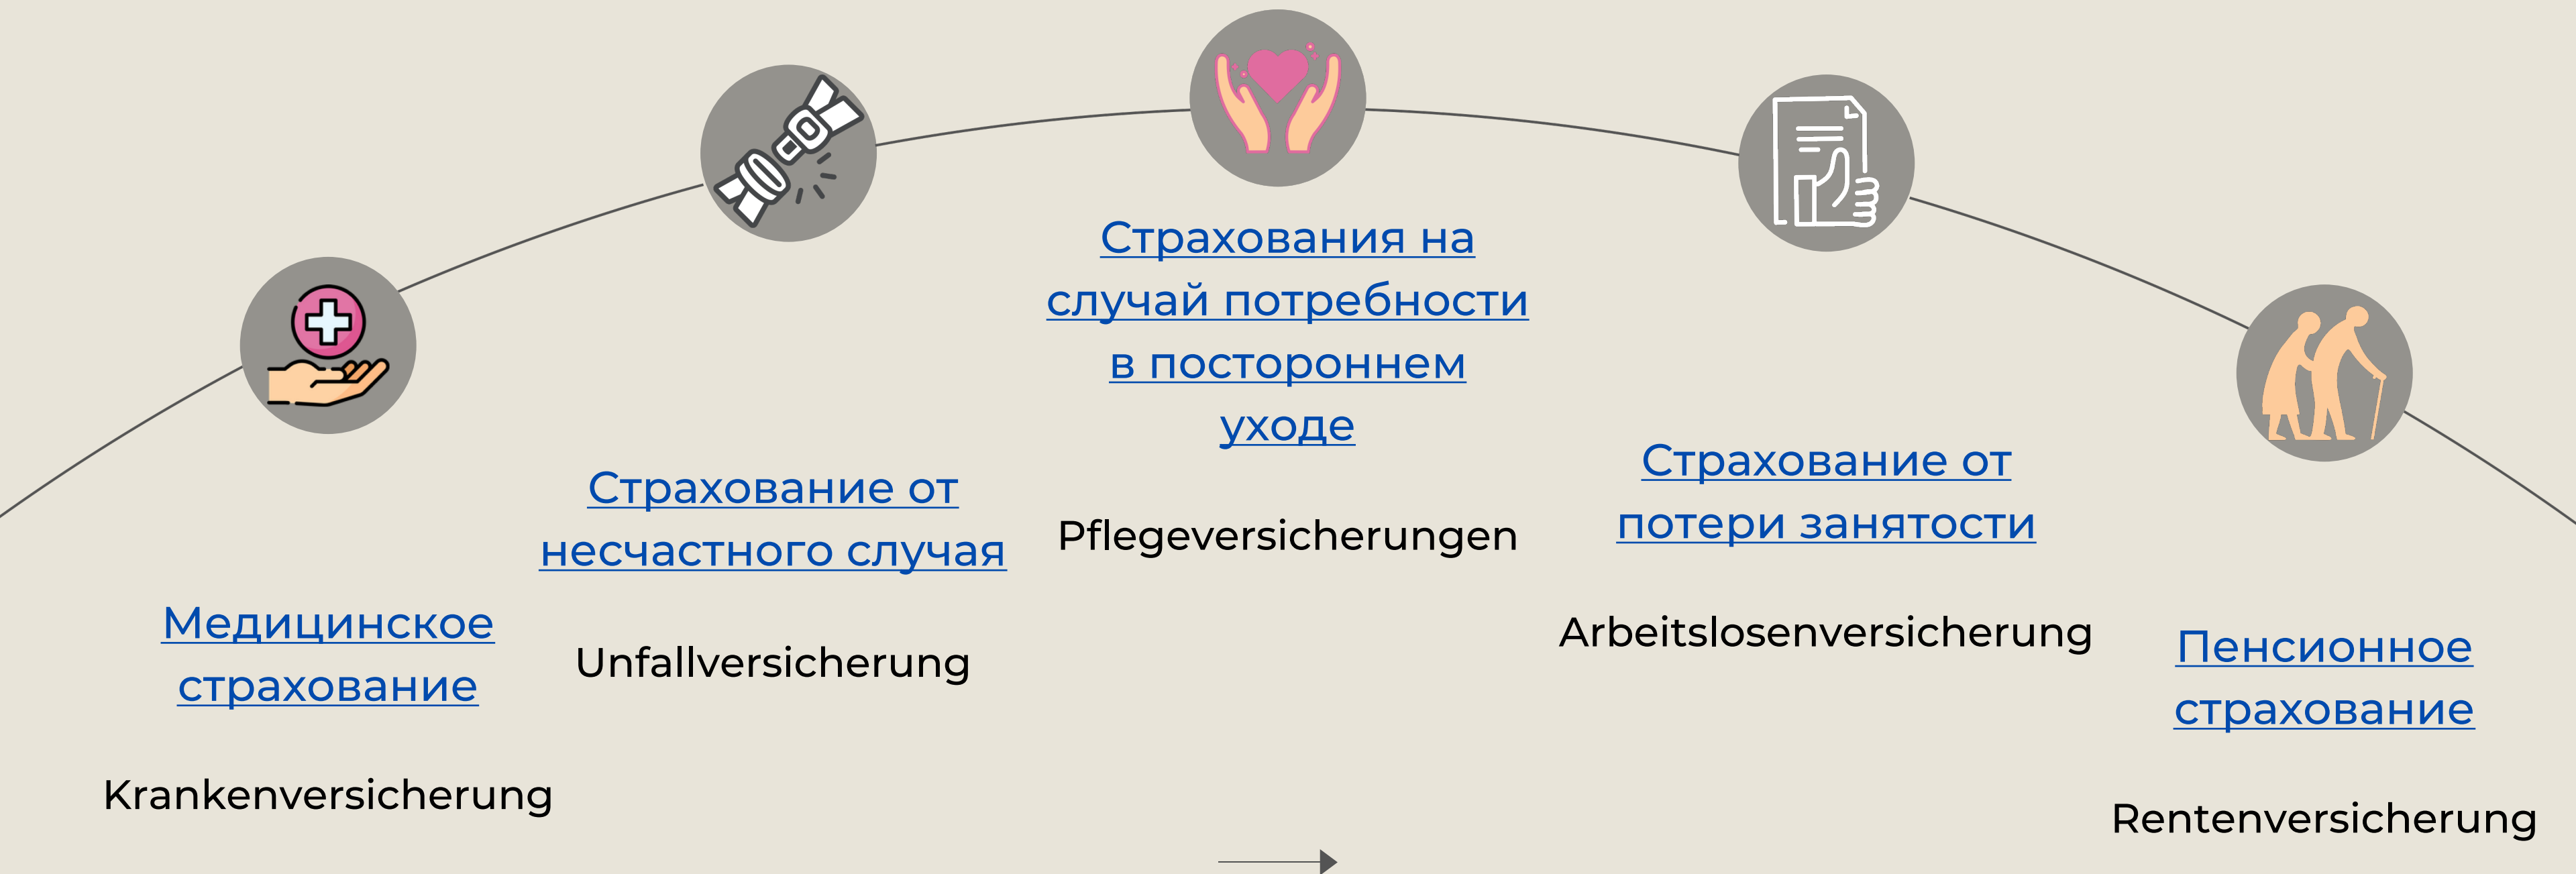 Медицинское
страхование
Krankenversicherung
Страхование от
несчастного случая
Unfallversicherung
Страхования на
случай потребности
в постороннем
уходе
Pflegeversicherungen
Страхование от
потери занятости
Arbeitslosenversicherung
Пенсионное
страхование
Rentenversicherung